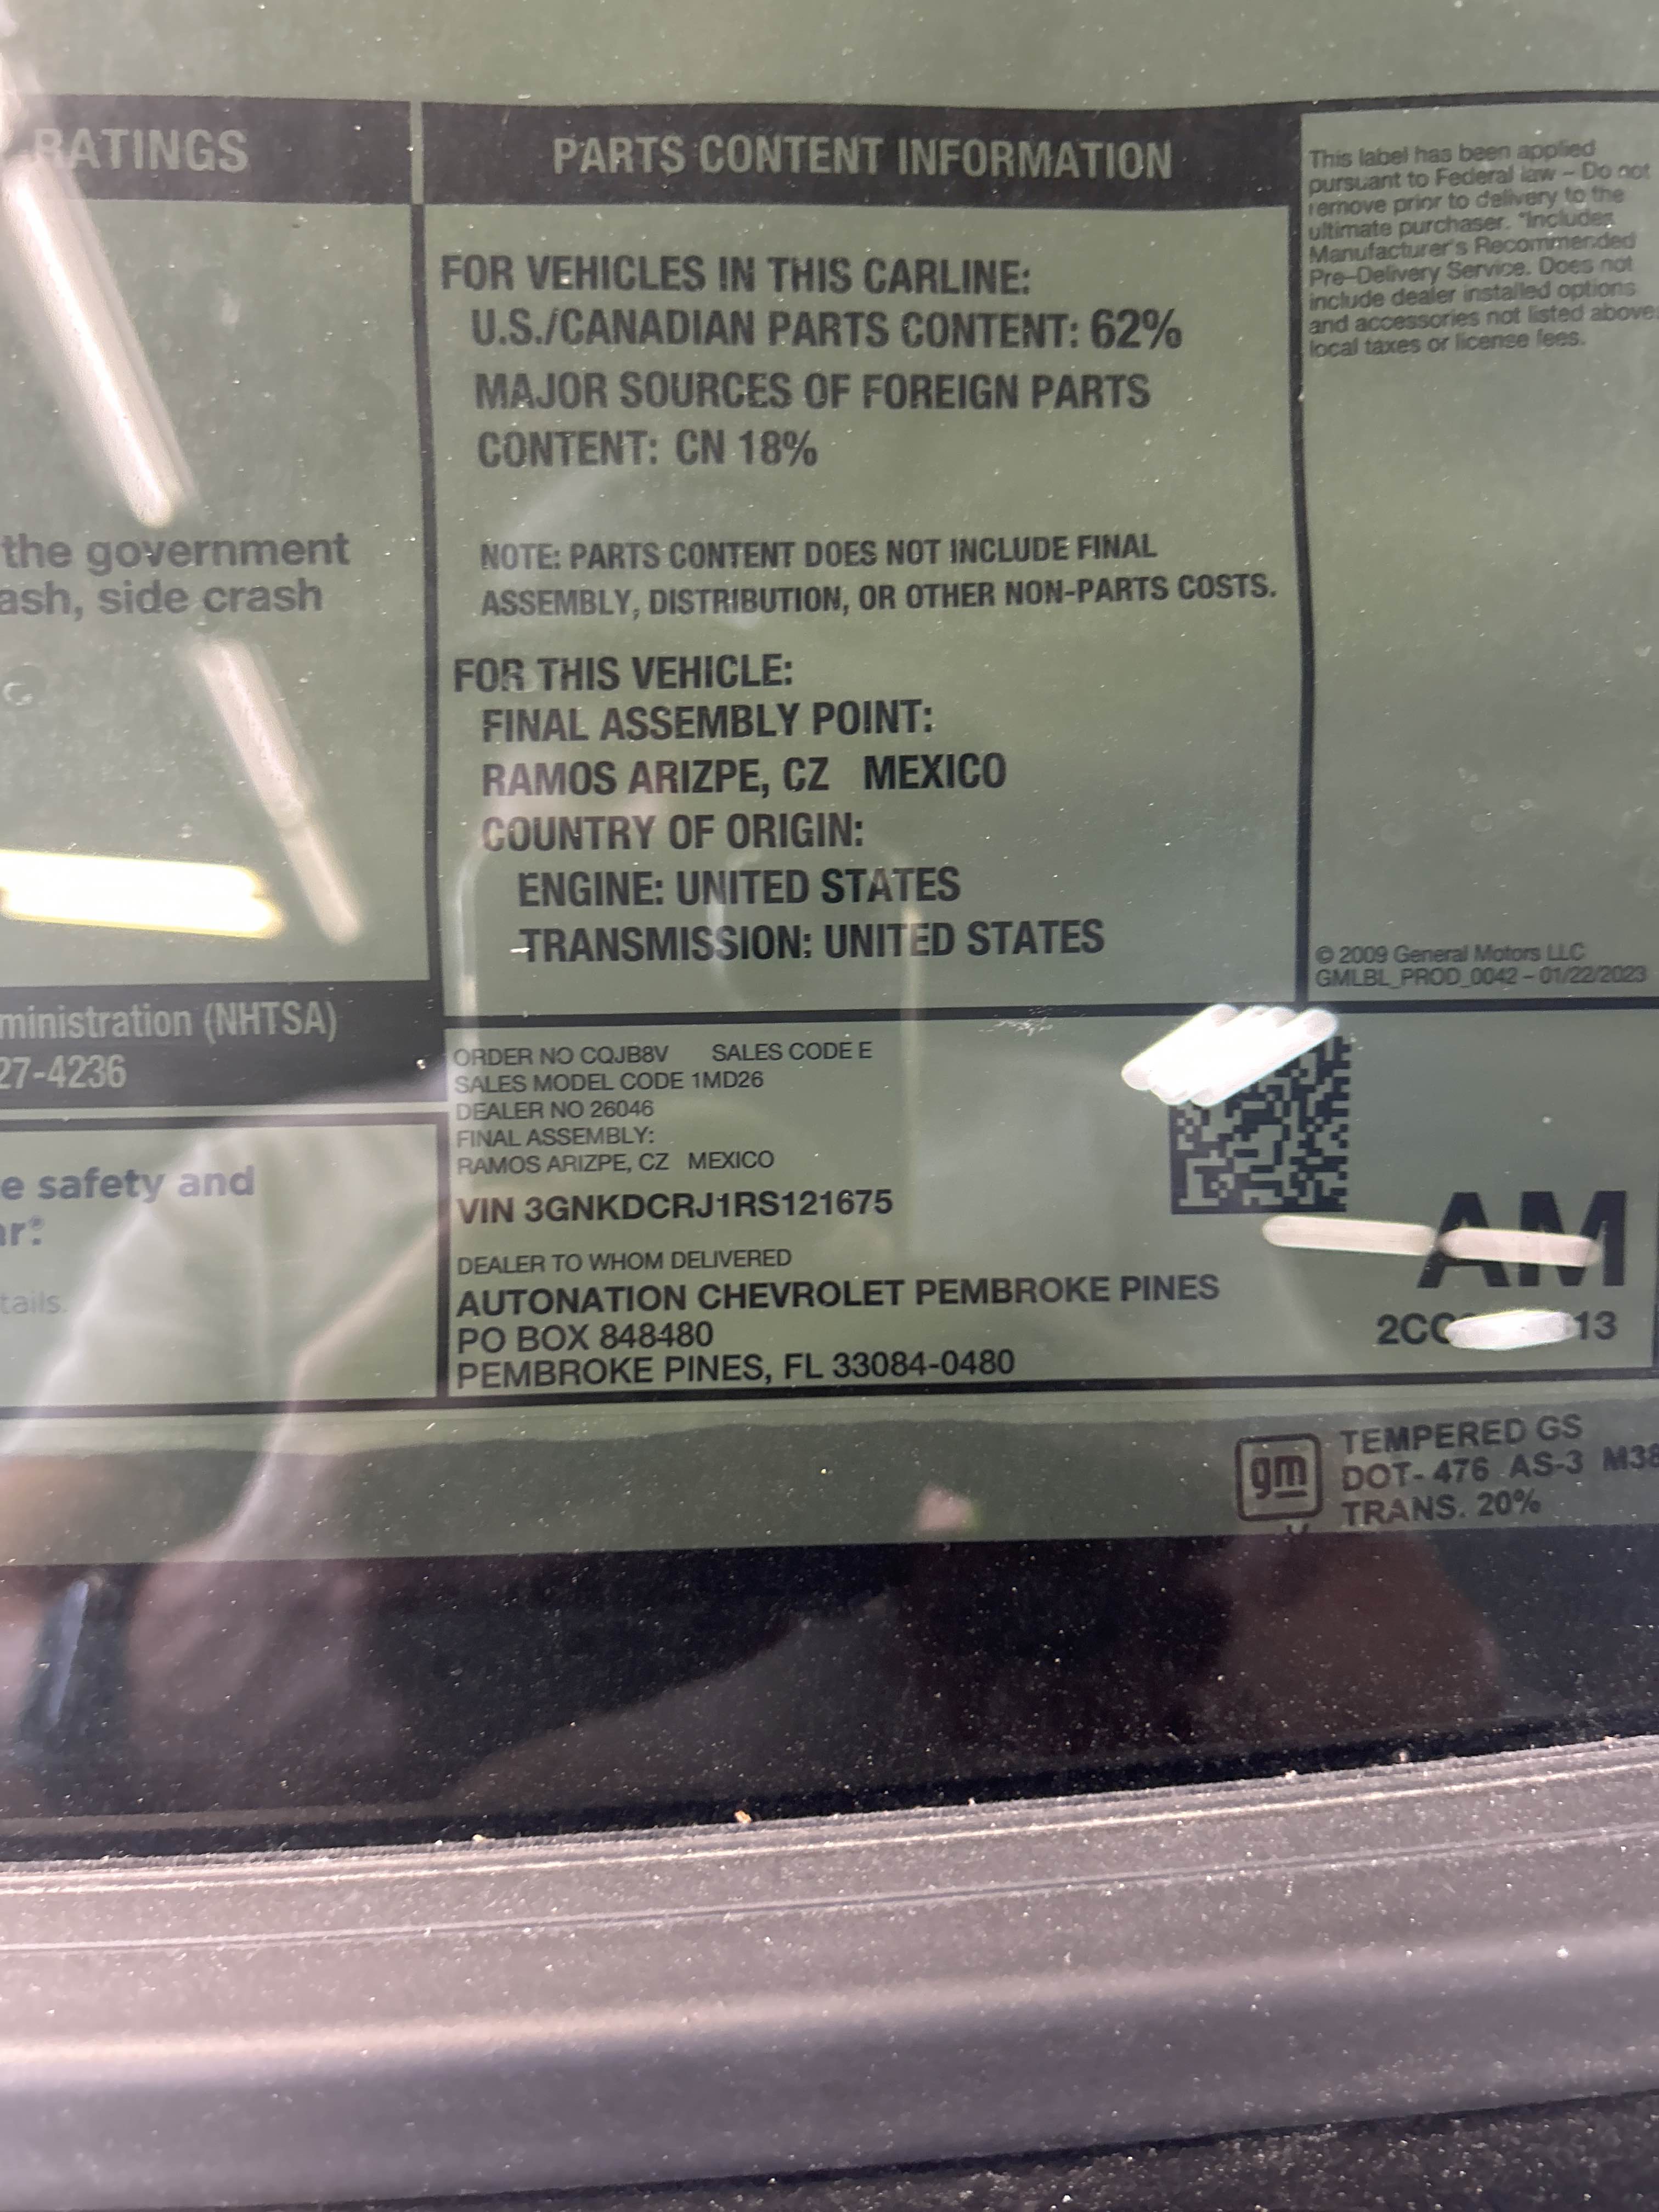 RATINGS
the government
ash, side crash
ministration (NHTSA)
27-4236
e safety and
ar®
tails.
PARTS CONTENT INFORMATION
FOR VEHICLES IN THIS CARLINE:
U.S./CANADIAN PARTS CONTENT: 62%
MAJOR SOURCES OF FOREIGN PARTS
CONTENT: CN 18%
NOTE: PARTS CONTENT DOES NOT INCLUDE FINAL
ASSEMBLY, DISTRIBUTION, OR OTHER NON-PARTS COSTS.
FOR THIS VEHICLE:
FINAL ASSEMBLY POINT:
RAMOS ARIZPE, CZ MEXICO
COUNTRY OF ORIGIN:
ENGINE: UNITED STATES
TRANSMISSION: UNITED STATES
This label has been applied
pursuant to Federal law – Do not
remove prior to delivery to the
ultimate purchaser. *Includes
Manufacturer's Recommended
Pre-Delivery Service. Does not
include dealer installed options
and accessories not listed above,
local taxes or license fees.
© 2009 General Motors LLC
GMLBL_PROD_0042 – 01/22/2023
ORDER NO CQJB8V SALES CODE E
SALES MODEL CODE 1MD26
DEALER NO 26046
FINAL ASSEMBLY:
RAMOS ARIZPE, CZ MEXICO
VIN 3GNKDCRJ1RS121675
DEALER TO WHOM DELIVERED
AUTONATION CHEVROLET PEMBROKE PINES
PO BOX 848480
PEMBROKE PINES, FL 33084-0480
AM
gm
TEMPERED GS
DOT- 476 AS-3 M38
TRANS. 20%